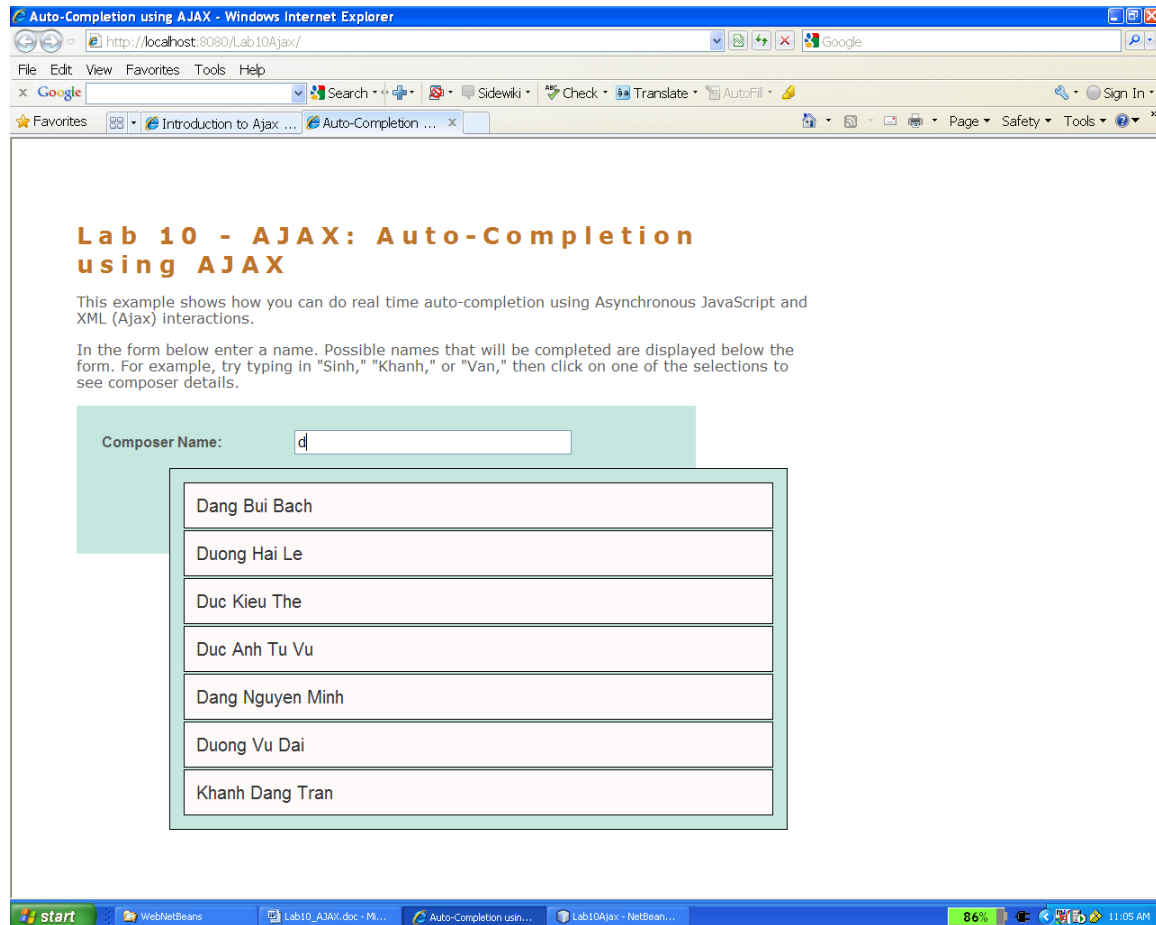 Auto-Completion using AJAX - Windows Internet Explorer
http://localhost:8080/Lab10Ajax/
Google
File Edit View Favorites Tools Help
x Google Search Sidewiki Check Translate AutoFill Sign In
Favorites Introduction to Ajax ... Auto-Completion ... x Page Safety Tools
Lab 10 - AJAX: Auto-Completion
using AJAX
This example shows how you can do real time auto-completion using Asynchronous JavaScript and
XML (Ajax) interactions.
In the form below enter a name. Possible names that will be completed are displayed below the
form. For example, try typing in "Sinh," "Khanh," or "Van," then click on one of the selections to
see composer details.
Composer Name: d
Dang Bui Bach
Duong Hai Le
Duc Kieu The
Duc Anh Tu Vu
Dang Nguyen Minh
Duong Vu Dai
Khanh Dang Tran
start WebNetBeans Lab10_AJAX.doc - Mi... Auto-Completion usin... Lab10Ajax - NetBean... 86% 11:05 AM